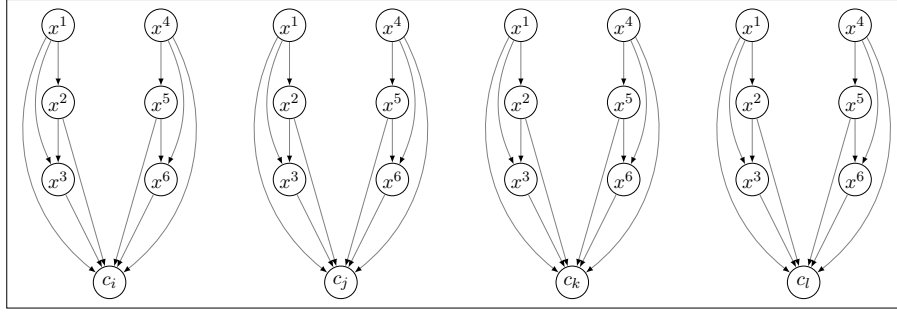 x¹ x⁴ x¹ x⁴ x¹ x⁴ x¹ x⁴
x² x⁵ x² x⁵ x² x⁵ x² x⁵
x³ x⁶ x³ x⁶ x³ x⁶ x³ x⁶
cᵢ cⱼ cₖ cₗ